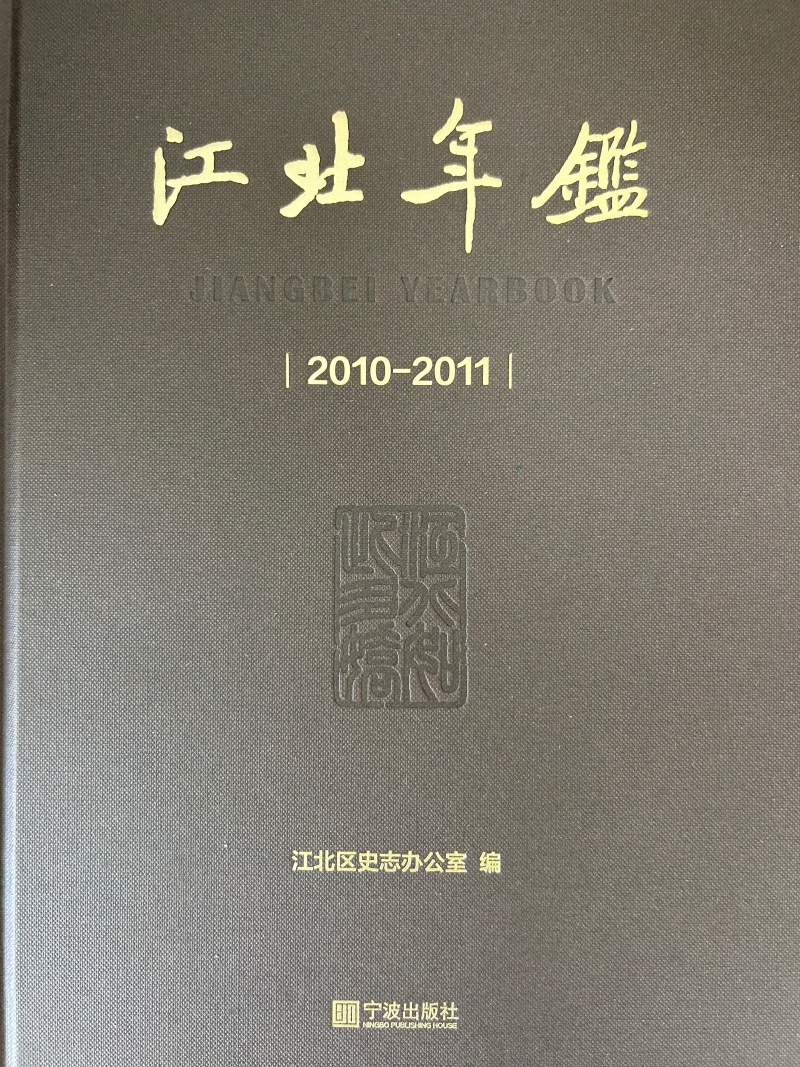 江北年鑑
JIANGBEI YEARBOOK
2010-2011
江北区史志办公室 编
宁波出版社
NINGBO PUBLISHING HOUSE